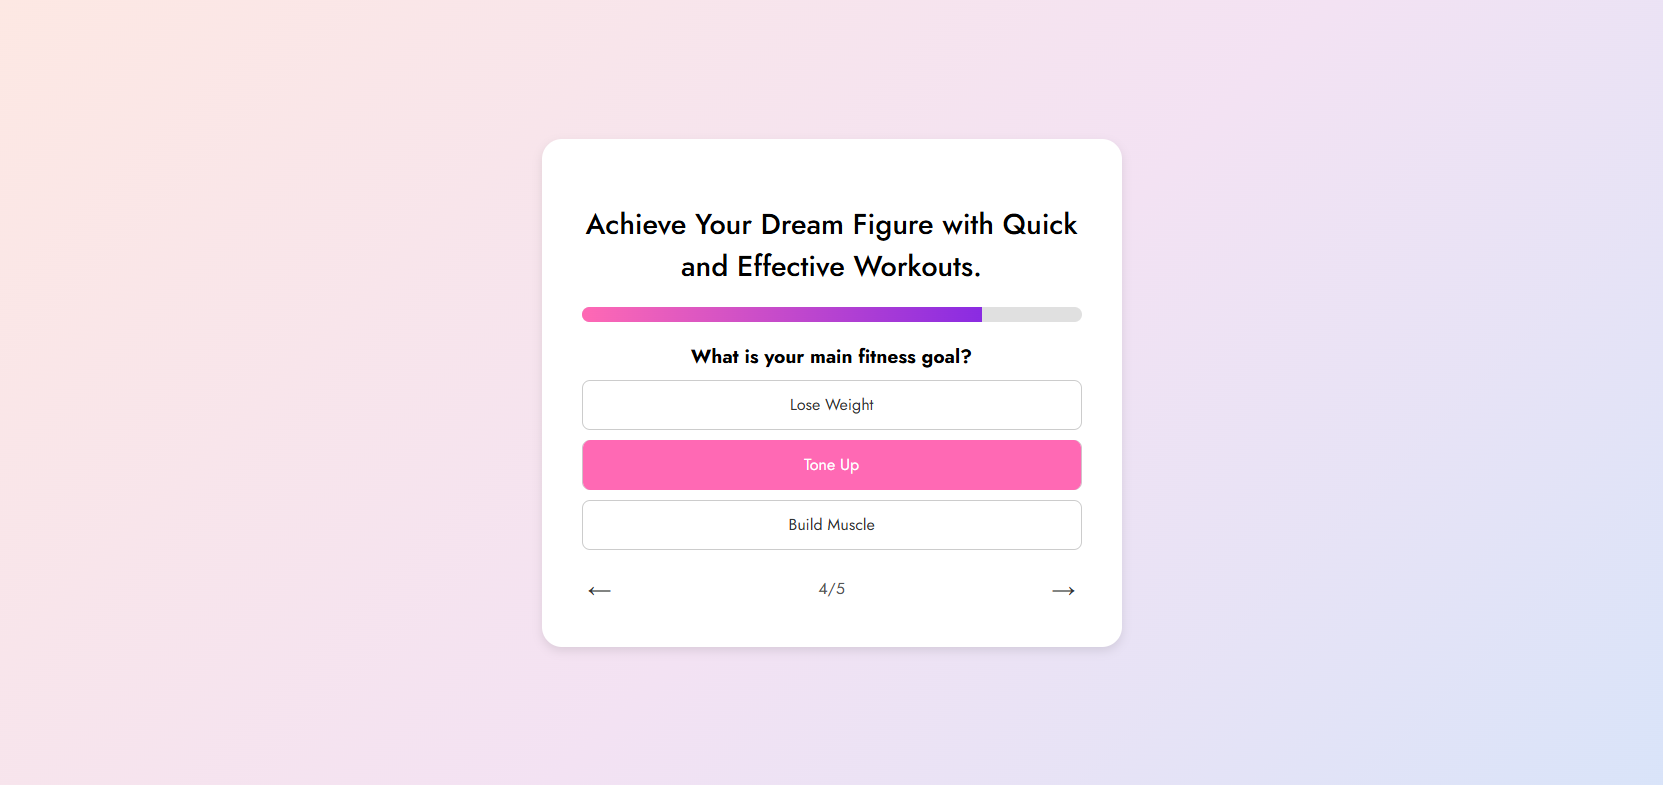 Achieve Your Dream Figure with Quick
and Effective Workouts.
What is your main fitness goal?
Lose Weight
Tone Up
Build Muscle
← 4/5 →